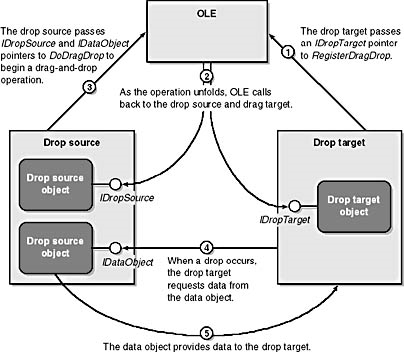 OLE
The drop source passes
IDropSource and IDataObject
pointers to DoDragDrop to
begin a drag-and-drop
operation.
3
The drop target passes
an IDropTarget pointer
to RegisterDragDrop.
1
2
As the operation unfolds, OLE calls
back to the drop source and drag target.
Drop source
Drop source
object
IDropSource
Drop source
object
IDataObject
Drop target
Drop target
object
IDropTarget
4
When a drop occurs,
the drop target
requests data from
the data object.
5
The data object provides data to the drop target.